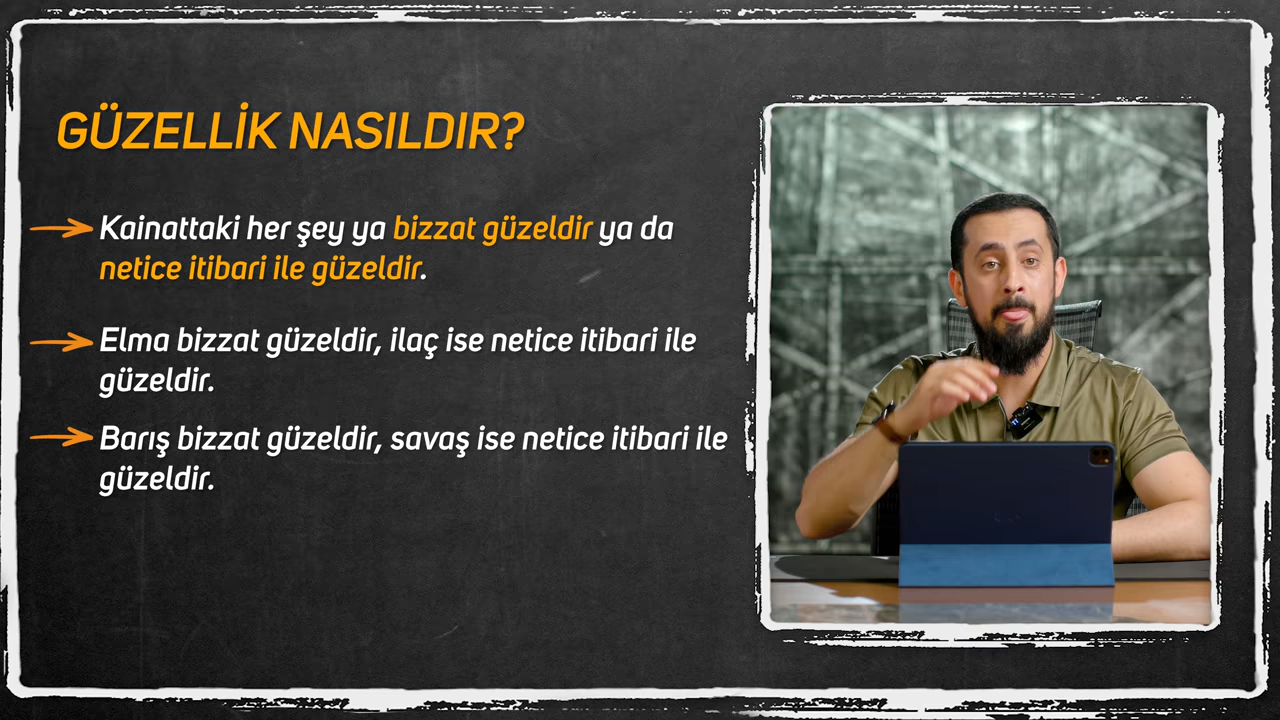 GÜZELLİK NASILDIR?
Kainattaki her şey ya bizzat güzeldir ya da
netice itibari ile güzeldir.
Elma bizzat güzeldir, ilaç ise netice itibari ile
güzeldir.
Barış bizzat güzeldir, savaş ise netice itibari ile
güzeldir.